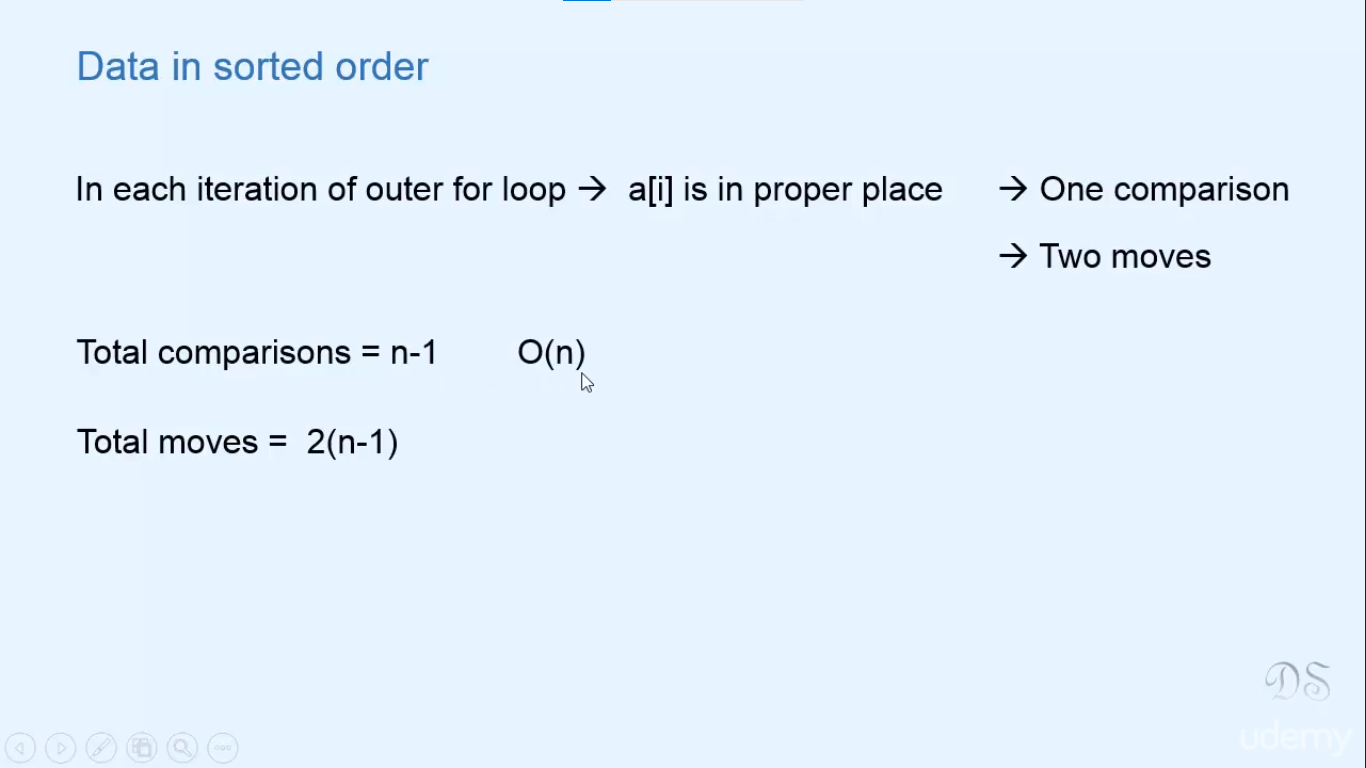 Data in sorted order
In each iteration of outer for loop → a[i] is in proper place → One comparison
→ Two moves
Total comparisons = n-1 O(n)
Total moves = 2(n-1)
DS
udemy